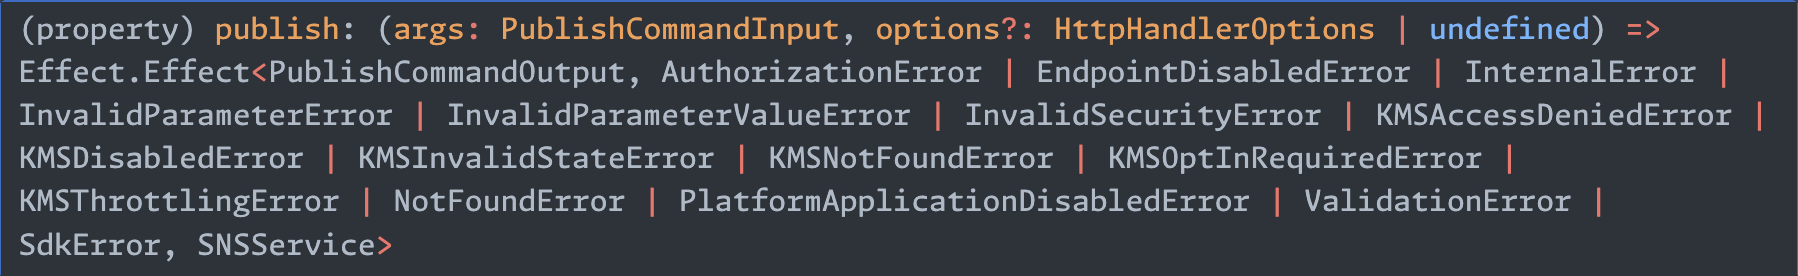 (property) publish: (args: PublishCommandInput, options?: HttpHandlerOptions | undefined) =>
Effect.Effect<PublishCommandOutput, AuthorizationError | EndpointDisabledError | InternalError |
InvalidParameterError | InvalidParameterValueError | InvalidSecurityError | KMSAccessDeniedError |
KMSDisabledError | KMSInvalidStateError | KMSNotFoundError | KMSOptInRequiredError |
KMSThrottlingError | NotFoundError | PlatformApplicationDisabledError | ValidationError |
SdkError, SNSService>